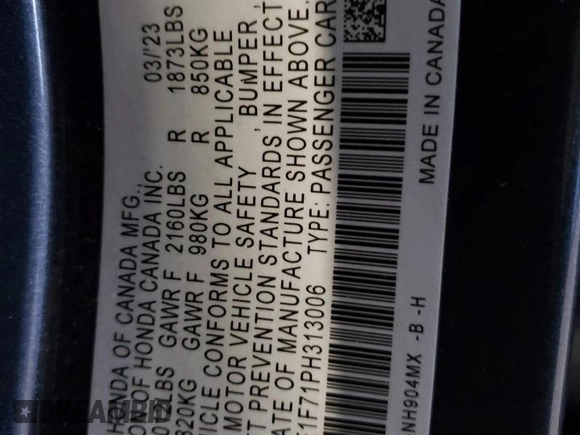 HONDA OF CANADA MFG., 03/'23
OF HONDA CANADA INC.
LBS GAWR F 2160LBS R 1873LBS
820KG GAWR F 980KG R 850KG
CONFORMS TO ALL APPLICABLE
MOTOR VEHICLE SAFETY , BUMPER ,
PREVENTION STANDARDS, IN EFFECT
OF MANUFACTURE SHOWN ABOVE.
1F71PH313006 TYPE: PASSENGER CAR
NH904MX -B -H MADE IN CANADA
DREAMBID